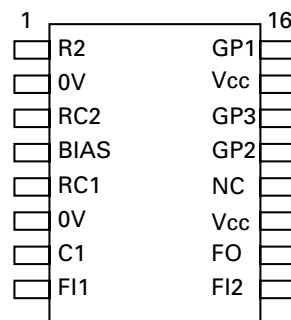 1 16
R2 GP1
0V Vcc
RC2 GP3
BIAS GP2
RC1 NC
0V Vcc
C1 FO
FI1 FI2